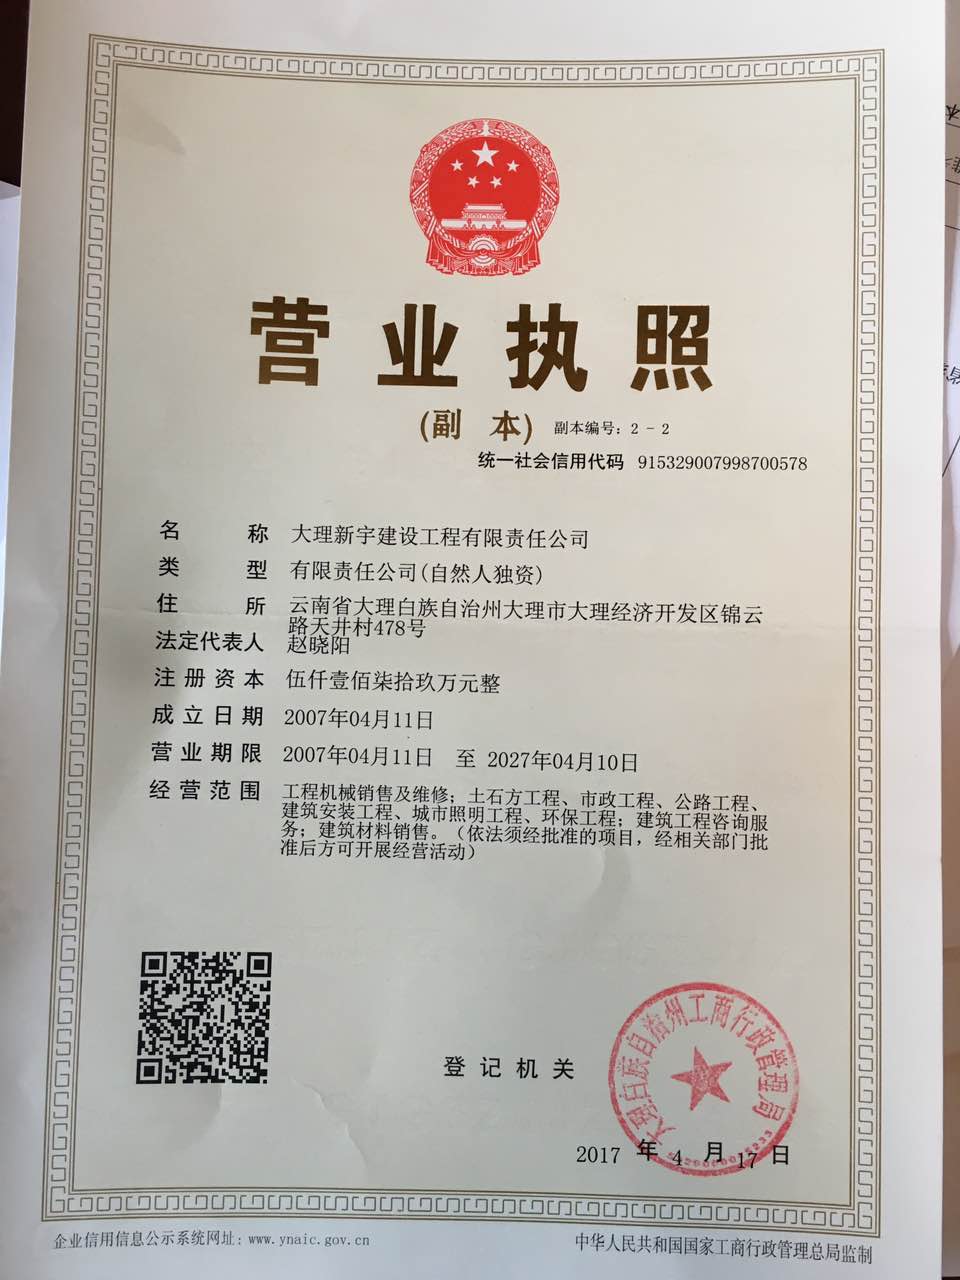 营业执照
(副 本) 副本编号：2－2
统一社会信用代码 915329007998700578
名 称 大理新宇建设工程有限责任公司
类 型 有限责任公司(自然人独资)
住 所 云南省大理白族自治州大理市大理经济开发区锦云
路天井村478号
法定代表人 赵晓阳
注册资本 伍仟壹佰柒拾玖万元整
成立日期 2007年04月11日
营业期限 2007年04月11日 至 2027年04月10日
经营范围 工程机械销售及维修；土石方工程、市政工程、公路工程、
建筑安装工程、城市照明工程、环保工程；建筑工程咨询服
务；建筑材料销售。（依法须经批准的项目，经相关部门批
准后方可开展经营活动）
大理白族自治州工商行政管理局
登记机关
2017 年 4 月 17 日
企业信用信息公示系统网址：www.ynaic.gov.cn
中华人民共和国国家工商行政管理总局监制